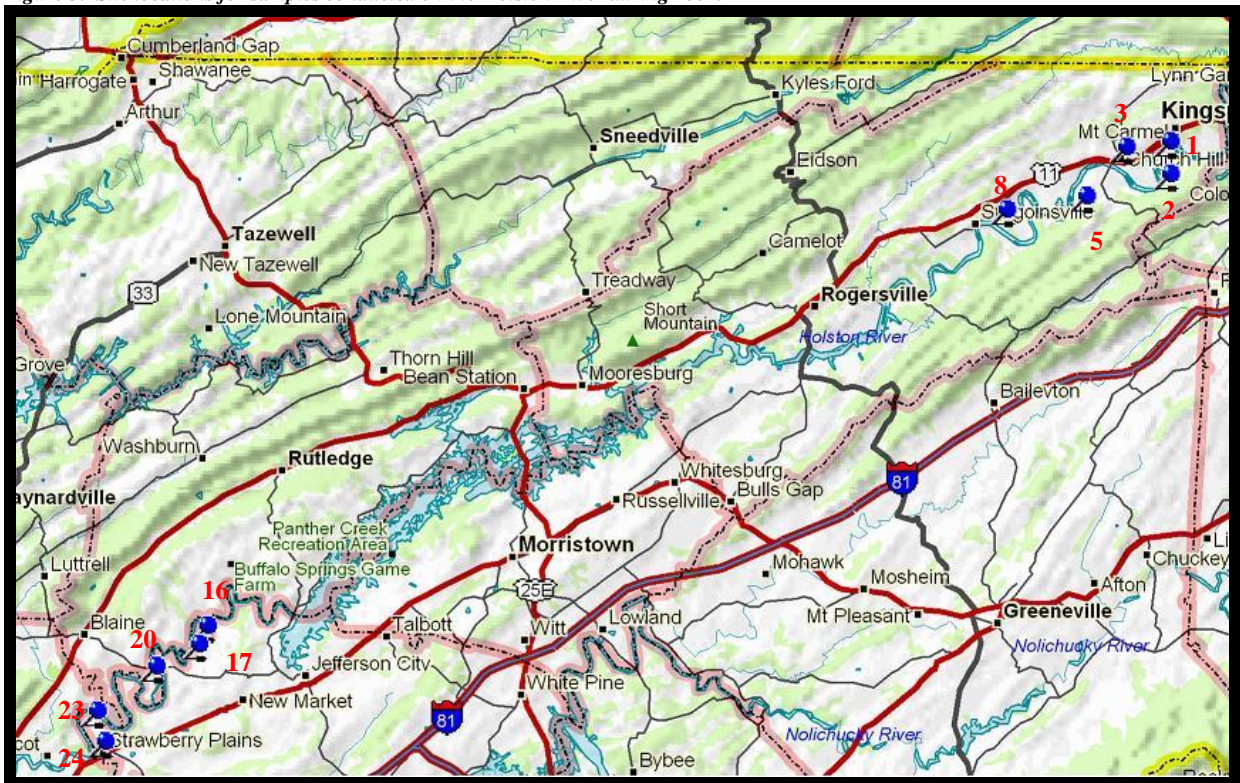 Cumberland Gap
Shawanee
Harrogate
Arthur
Kyles Ford
Lynn Gar
Kings
3
Mt Carmel
1
Church Hill
Sneedville
Eidson
11
8
2
Colo
5
Tazewell
New Tazewell
Camelot
33
Treadway
Lone Mountain
Short
Mountain
Rogersville
Holston River
Grove
Thorn Hill
Bean Station
Mooresburg
Baileyton
Washburn
Rutledge
Whitesburg
Bulls Gap
81
aynardville
Russellville
Panther Creek
Recreation Area
Morristown
Luttrell
Buffalo Springs Game
Farm
Mohawk
Chuckey
16
25E
Mosheim
Afton
Mt Pleasant
Greeneville
Blaine
20
17
Talbott
Witt
Lowland
Nolichucky River
Jefferson City
White Pine
New Market
23
81
Strawberry Plains
24
Bybee
Nolichucky River